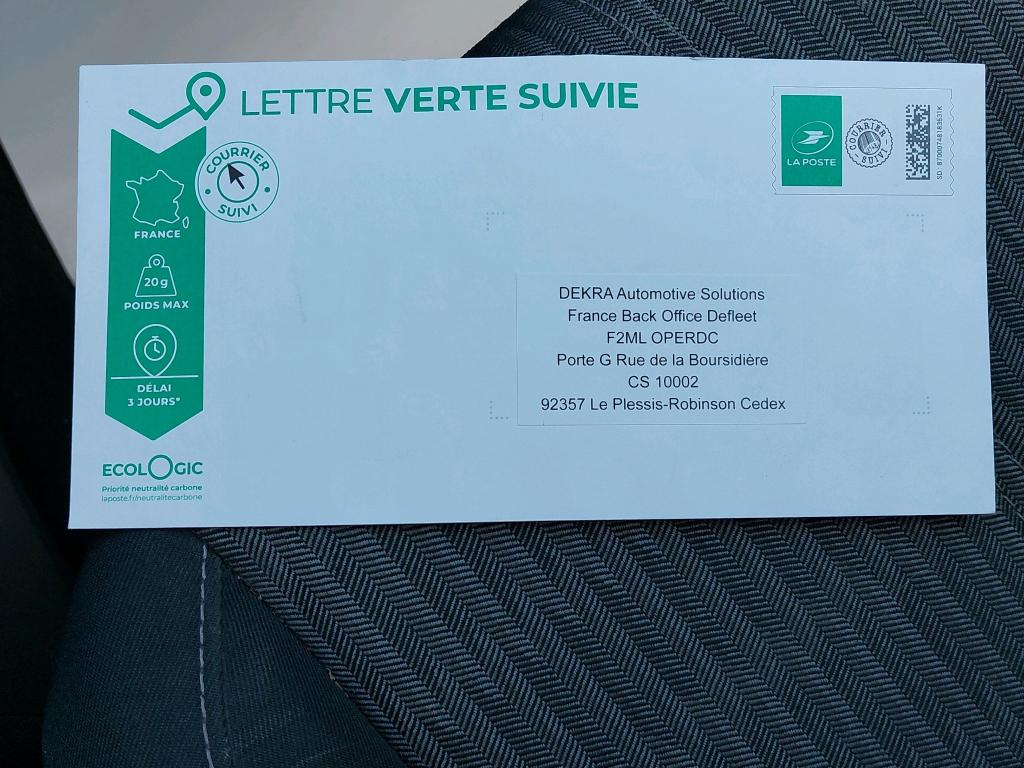 LETTRE VERTE SUIVIE
COURRIER
SUIVI
FRANCE
20g
POIDS MAX
DÉLAI
3 JOURS*
ECOLOGIC
Priorité neutralité carbone
laposte.fr/neutralitecarbone
LA POSTE
COURRIER
SUIVI
SD : 87000748183631K
DEKRA Automotive Solutions
France Back Office Defleet
F2ML OPERDC
Porte G Rue de la Boursidière
CS 10002
92357 Le Plessis-Robinson Cedex